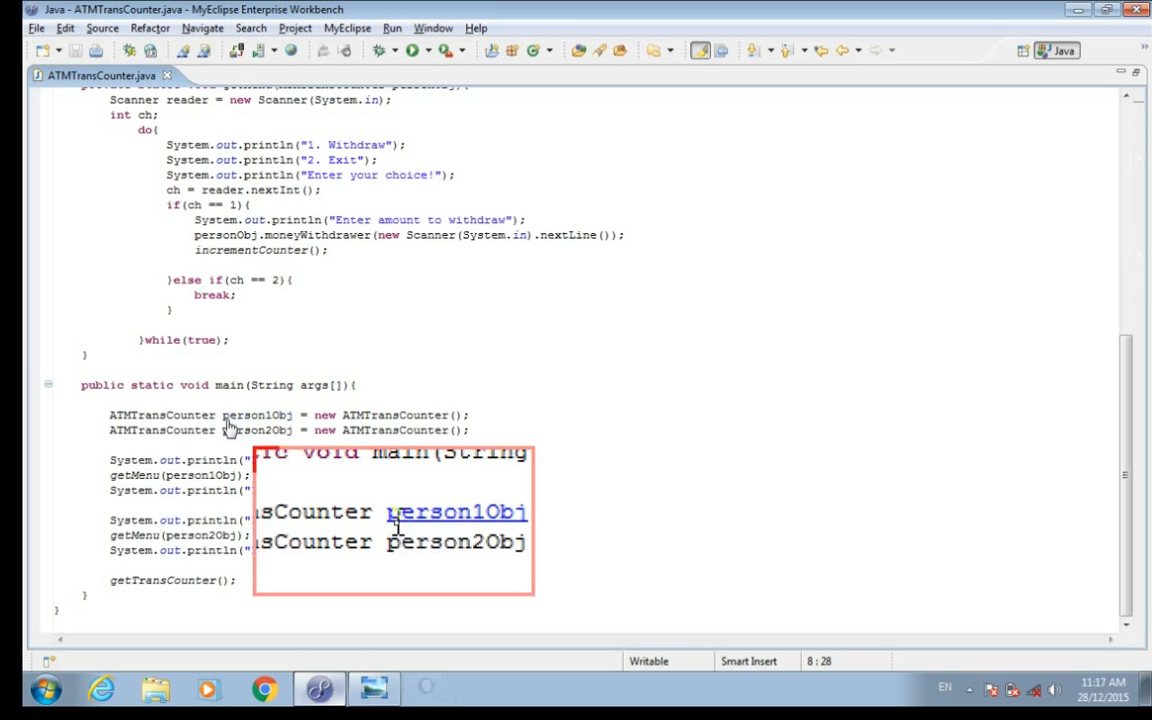 Java - ATMTransCounter.java - MyEclipse Enterprise Workbench
File Edit Source Refactor Navigate Search Project MyEclipse Run Window Help
Java
ATMTransCounter.java
Scanner reader = new Scanner(System.in);
int ch;
do{
System.out.println("1. Withdraw");
System.out.println("2. Exit");
System.out.println("Enter your choice!");
ch = reader.nextInt();
if(ch == 1){
System.out.println("Enter amount to withdraw");
personObj.moneyWithdrawer(new Scanner(System.in).nextLine());
incrementCounter();
}else if(ch == 2){
break;
}
}while(true);
}
public static void main(String args[]){
ATMTransCounter person1Obj = new ATMTransCounter();
ATMTransCounter person2Obj = new ATMTransCounter();
System.out.println("
getMenu(person1Obj);
System.out.println("
System.out.println("
getMenu(person2Obj);
System.out.println("
getTransCounter();
}
}
ic void main(String
sCounter person1Obj
sCounter person2Obj
Writable Smart Insert 8 : 28
EN 11:17 AM
28/12/2015